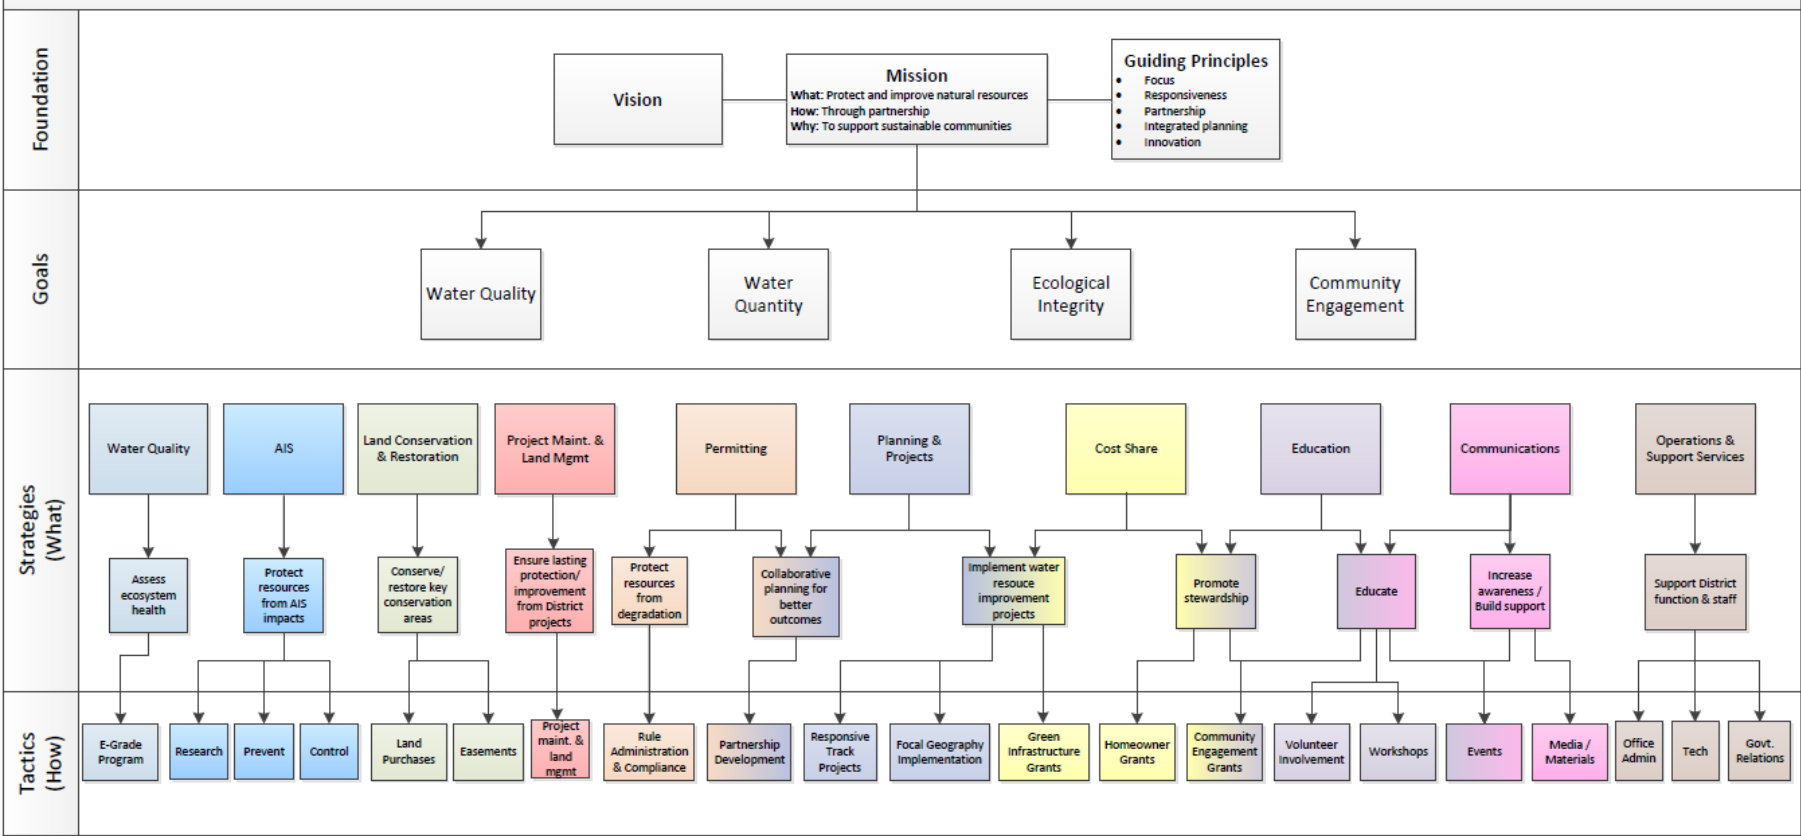 Foundation
Vision
Mission
What: Protect and improve natural resources
How: Through partnership
Why: To support sustainable communities
Guiding Principles
• Focus
• Responsiveness
• Partnership
• Integrated planning
• Innovation
Goals
Water Quality
Water
Quantity
Ecological
Integrity
Community
Engagement
Strategies
(What)
Water Quality
AIS
Land Conservation
& Restoration
Project Maint. &
Land Mgmt
Permitting
Planning &
Projects
Cost Share
Education
Communications
Operations &
Support Services
Assess
ecosystem
health
Protect
resources
from AIS
impacts
Conserve/
restore key
conservation
areas
Ensure lasting
protection/
improvement
from District
projects
Protect
resources
from
degradation
Collaborative
planning for
better
outcomes
Implement water
resouce
improvement
projects
Promote
stewardship
Educate
Increase
awareness /
Build support
Support District
function & staff
Tactics
(How)
E-Grade
Program
Research
Prevent
Control
Land
Purchases
Easements
Project
maint. &
land
mgmt
Rule
Administration
& Compliance
Partnership
Development
Responsive
Track
Projects
Focal Geography
Implementation
Green
Infrastructure
Grants
Homeowner
Grants
Community
Engagement
Grants
Volunteer
Involvement
Workshops
Events
Media /
Materials
Office
Admin
Tech
Govt.
Relations